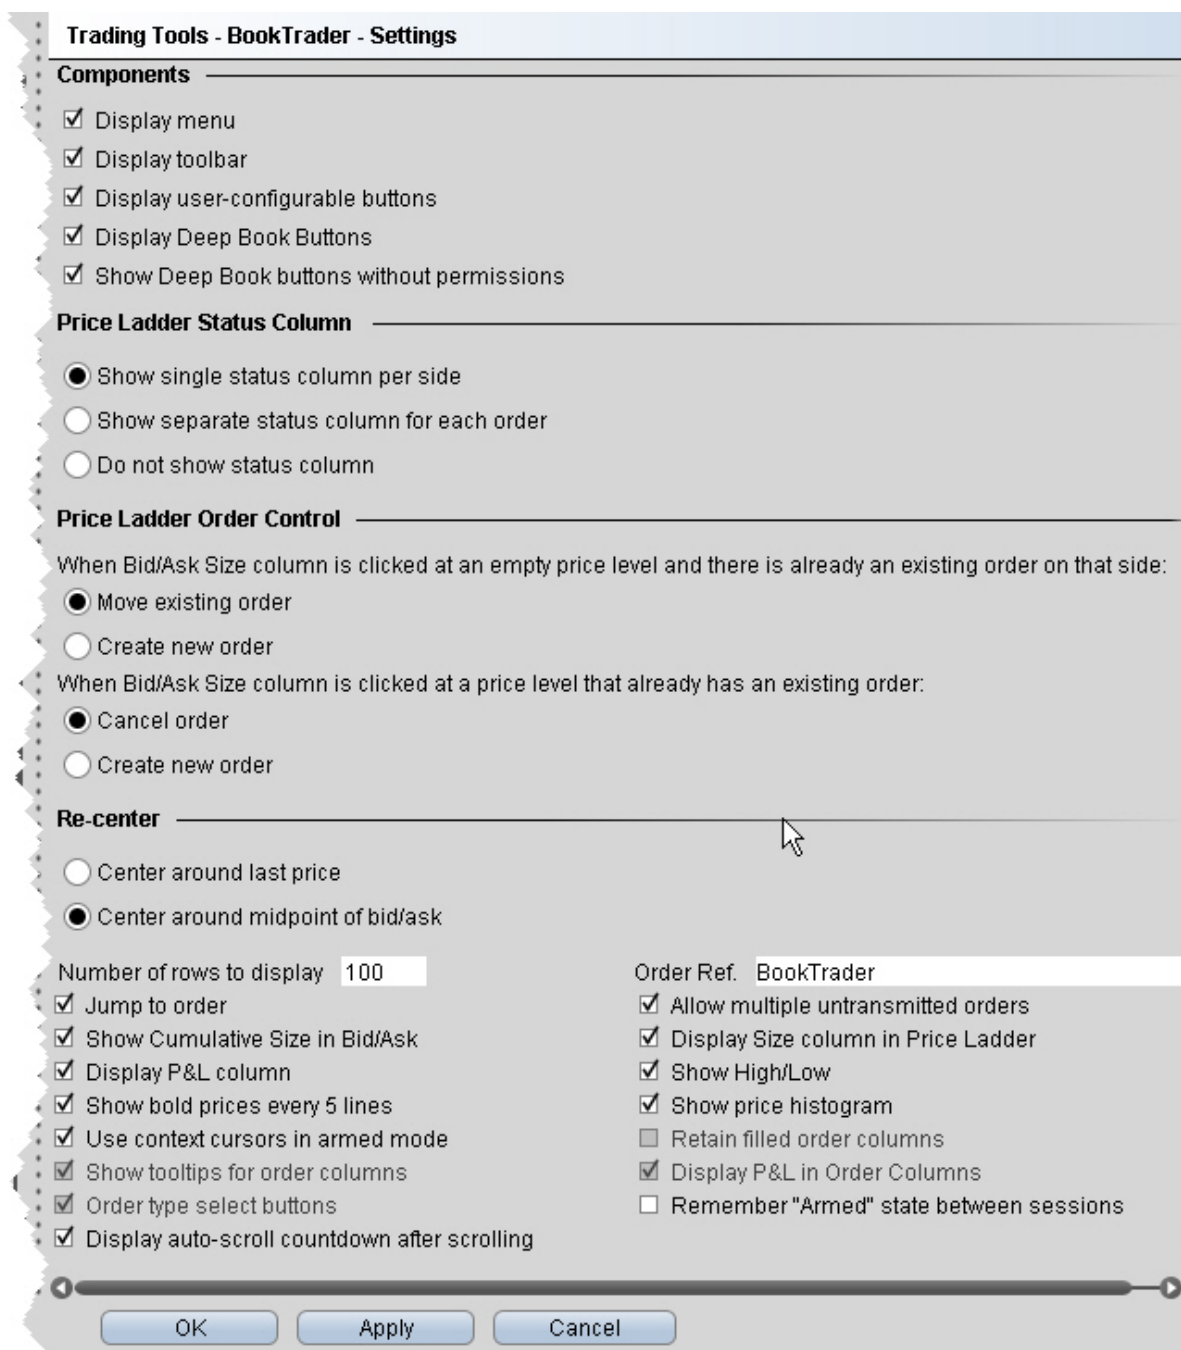 Trading Tools - BookTrader - Settings
Components
Display menu
Display toolbar
Display user-configurable buttons
Display Deep Book Buttons
Show Deep Book buttons without permissions
Price Ladder Status Column
Show single status column per side
Show separate status column for each order
Do not show status column
Price Ladder Order Control
When Bid/Ask Size column is clicked at an empty price level and there is already an existing order on that side:
Move existing order
Create new order
When Bid/Ask Size column is clicked at a price level that already has an existing order:
Cancel order
Create new order
Re-center
Center around last price
Center around midpoint of bid/ask
Number of rows to display 100 Order Ref. BookTrader
Jump to order Allow multiple untransmitted orders
Show Cumulative Size in Bid/Ask Display Size column in Price Ladder
Display P&L column Show High/Low
Show bold prices every 5 lines Show price histogram
Use context cursors in armed mode Retain filled order columns
Show tooltips for order columns Display P&L in Order Columns
Order type select buttons Remember "Armed" state between sessions
Display auto-scroll countdown after scrolling
OK Apply Cancel